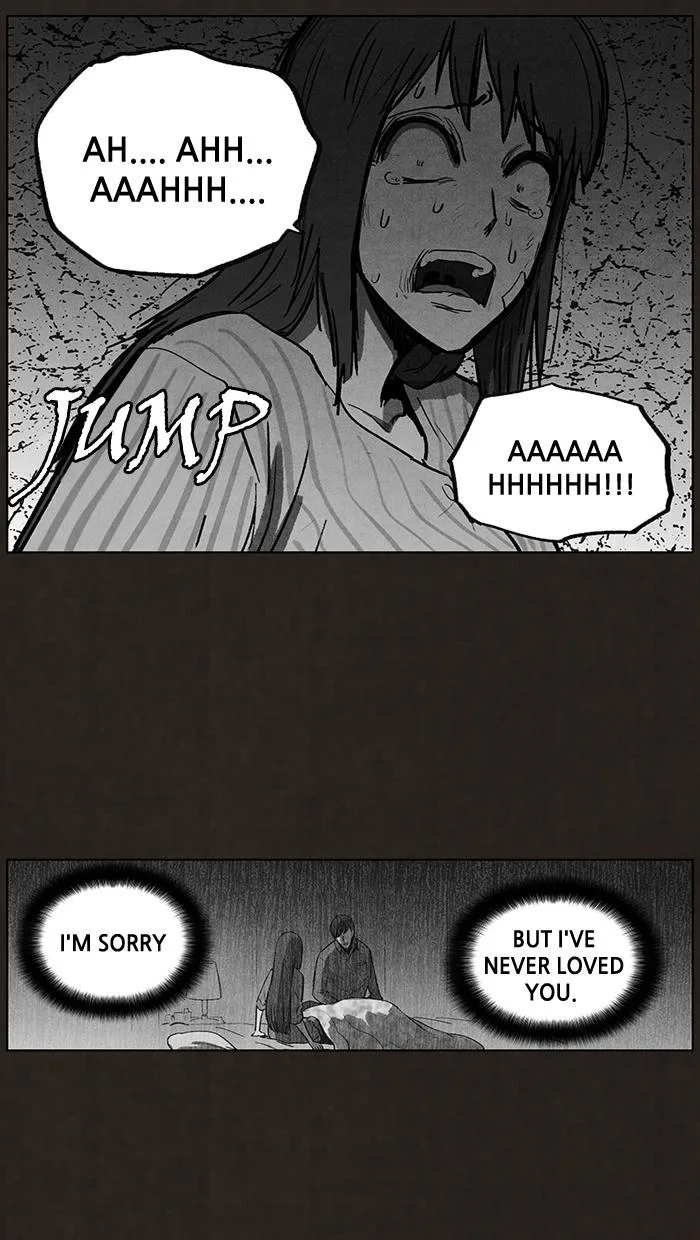 AH.... AHH...
AAAHHH....
JUMP
AAAAAA
HHHHHH!!!
I'M SORRY
BUT I'VE
NEVER LOVED
YOU.